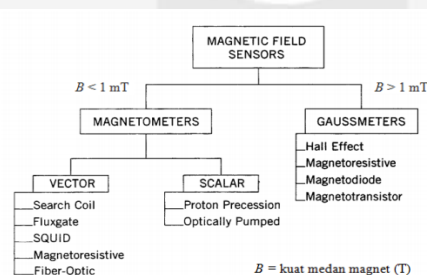 MAGNETIC FIELD
SENSORS
B < 1 mT
B > 1 mT
MAGNETOMETERS
GAUSSMETERS
Hall Effect
Magnetoresistive
Magnetodiode
Magnetotransistor
VECTOR
SCALAR
Search Coil
Fluxgate
SQUID
Magnetoresistive
Fiber-Optic
Proton Precession
Optically Pumped
B = kuat medan magnet (T)